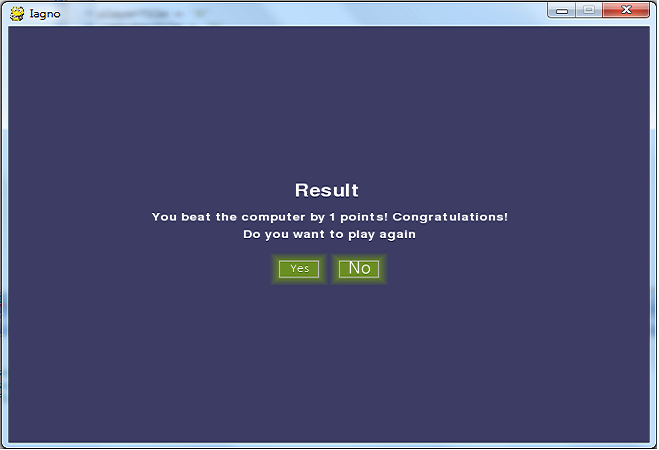 Iagno
Result
You beat the computer by 1 points! Congratulations!
Do you want to play again
Yes No